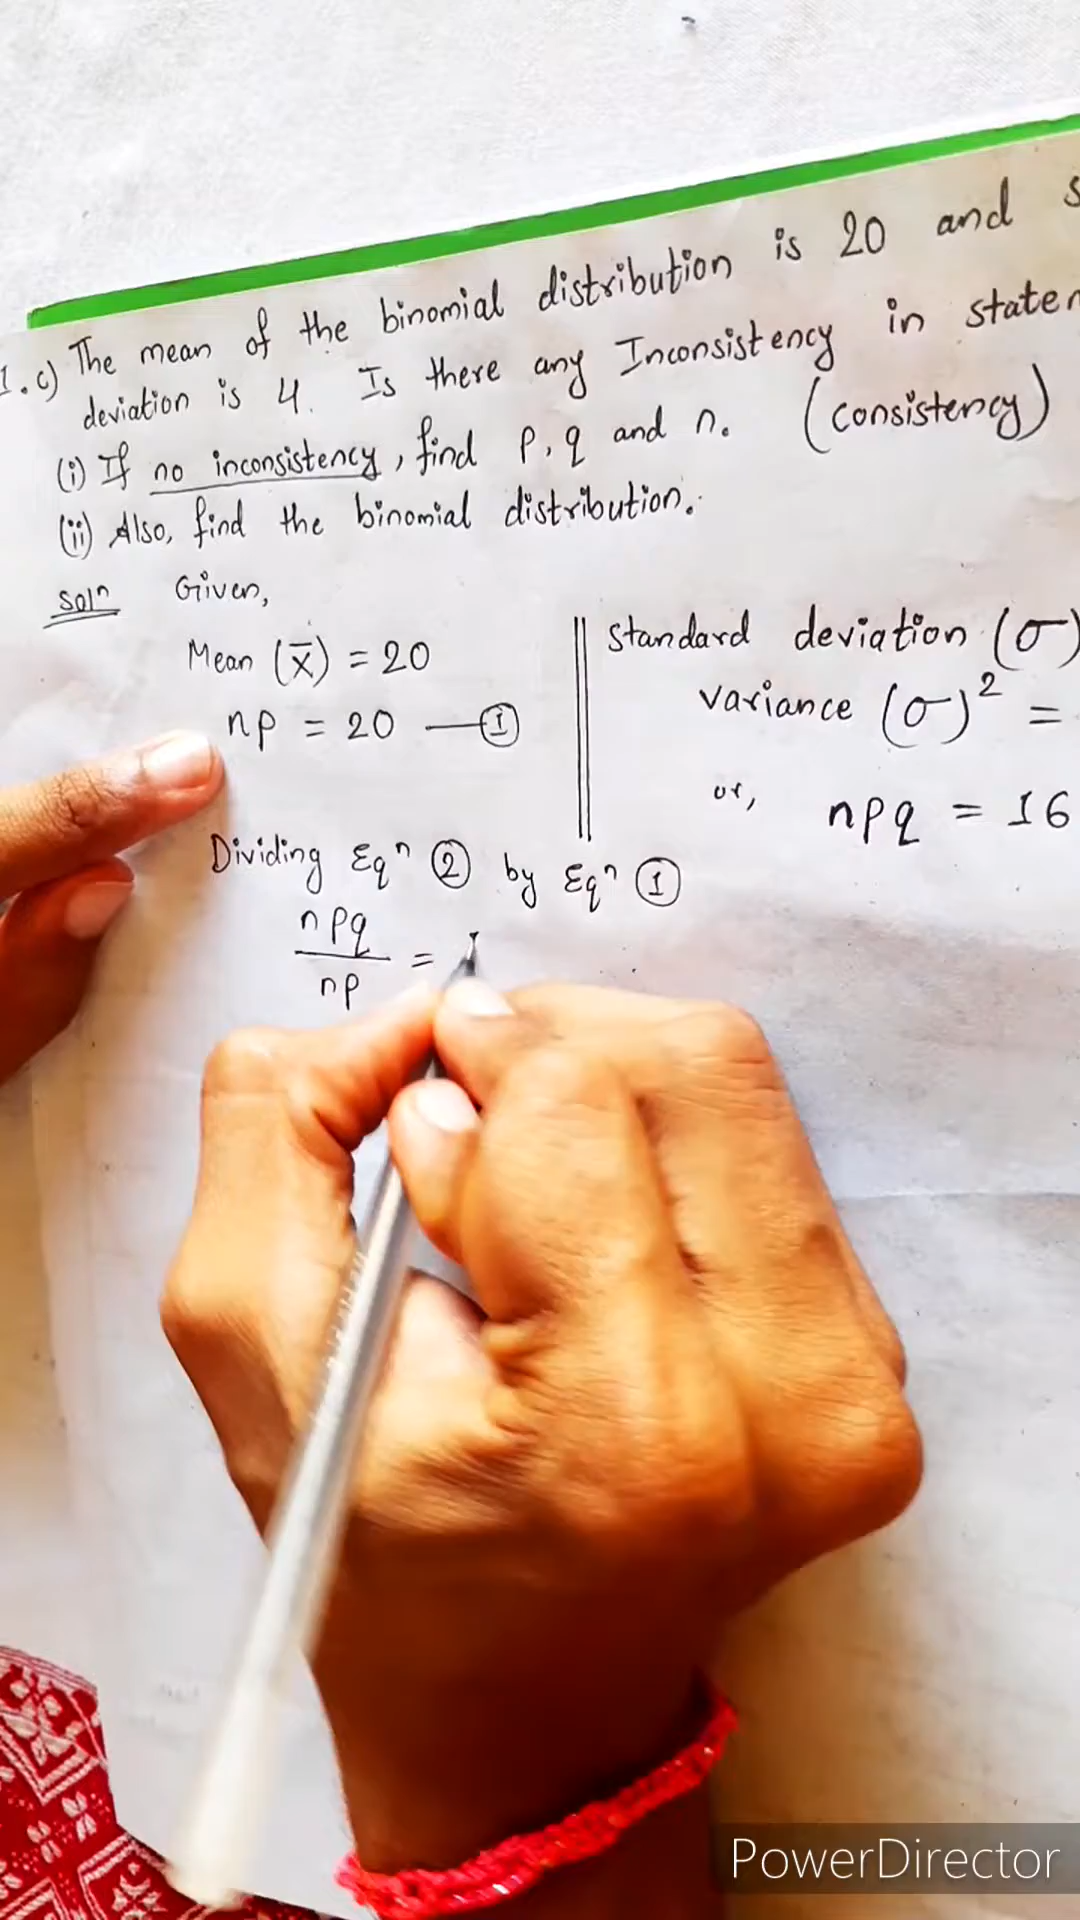 1.c) The mean of the binomial distribution is 20 and
deviation is 4. Is there any Inconsistency in
(i) If no inconsistency, find p, q and n. (consistency)
(ii) Also, find the binomial distribution.
Solⁿ Given,
Mean (x̄) = 20
np = 20 —①
standard deviation (σ)
variance (σ)² =
or, npq = 16
Dividing Eqⁿ ② by Eqⁿ ①
npq/np =
PowerDirector